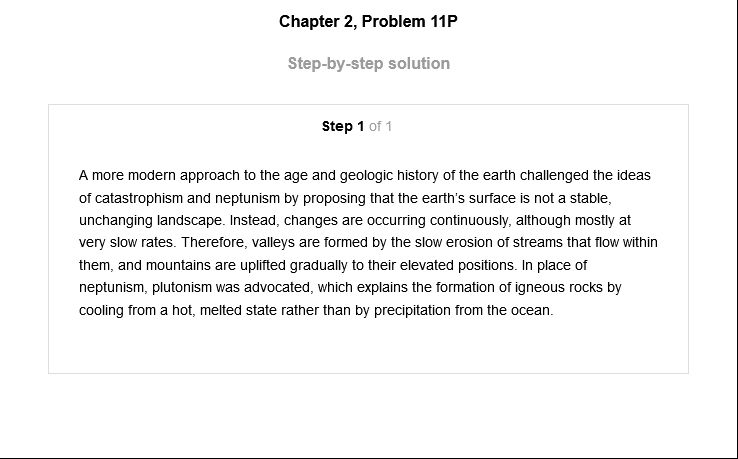 Chapter 2, Problem 11P
Step-by-step solution
Step 1 of 1
A more modern approach to the age and geologic history of the earth challenged the ideas
of catastrophism and neptunism by proposing that the earth's surface is not a stable,
unchanging landscape. Instead, changes are occurring continuously, although mostly at
very slow rates. Therefore, valleys are formed by the slow erosion of streams that flow within
them, and mountains are uplifted gradually to their elevated positions. In place of
neptunism, plutonism was advocated, which explains the formation of igneous rocks by
cooling from a hot, melted state rather than by precipitation from the ocean.